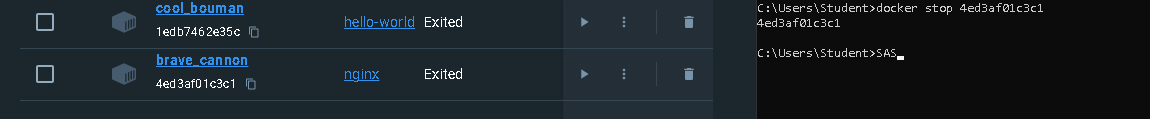 cool_bouman
hello-world Exited
1edb7462e35c
brave_cannon
nginx Exited
4ed3af01c3c1
C:\Users\Student>docker stop 4ed3af01c3c1
4ed3af01c3c1
C:\Users\Student>SAS